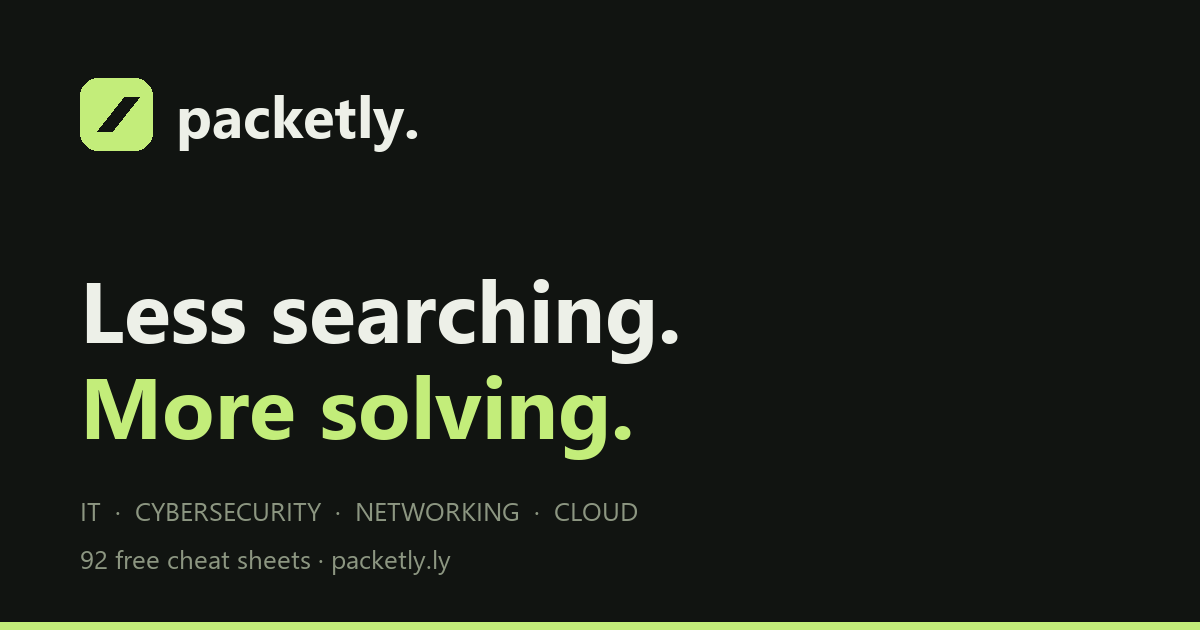 packetly.
Less searching.
More solving.
IT · CYBERSECURITY · NETWORKING · CLOUD
92 free cheat sheets · packetly.ly